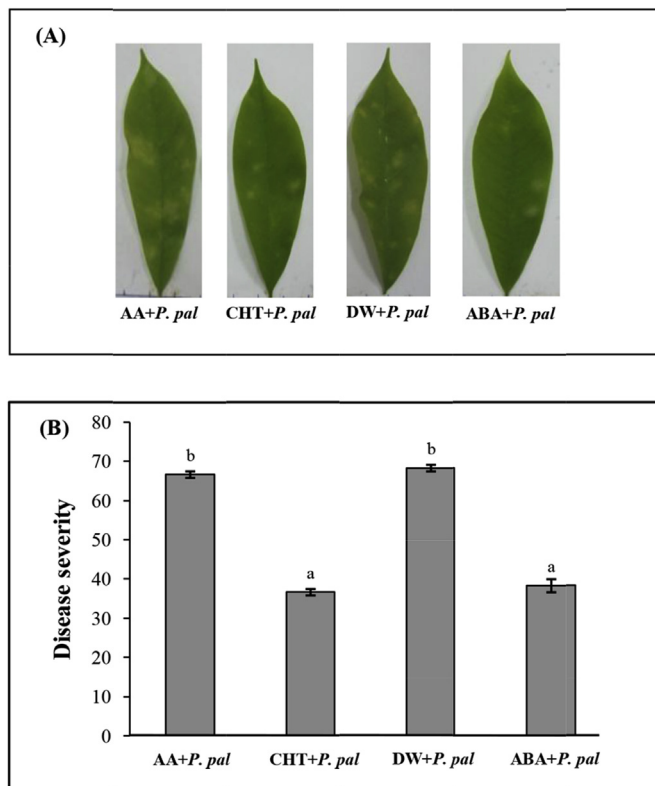 (A)
AA+P. pal CHT+P. pal DW+P. pal ABA+P. pal
(B)
Disease severity
80
70
60
50
40
30
20
10
0
b
a
b
a
AA+P. pal CHT+P. pal DW+P. pal ABA+P. pal